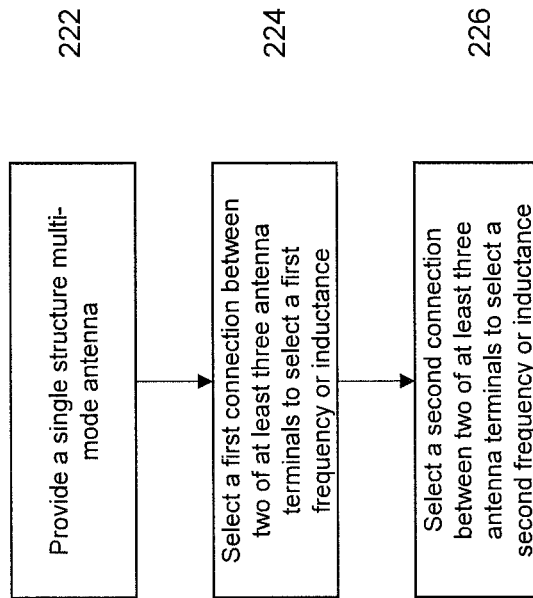 Provide a single structure multi-
mode antenna
222
Select a first connection between
two of at least three antenna
terminals to select a first
frequency or inductance
224
Select a second connection
between two of at least three
antenna terminals to select a
second frequency or inductance
226